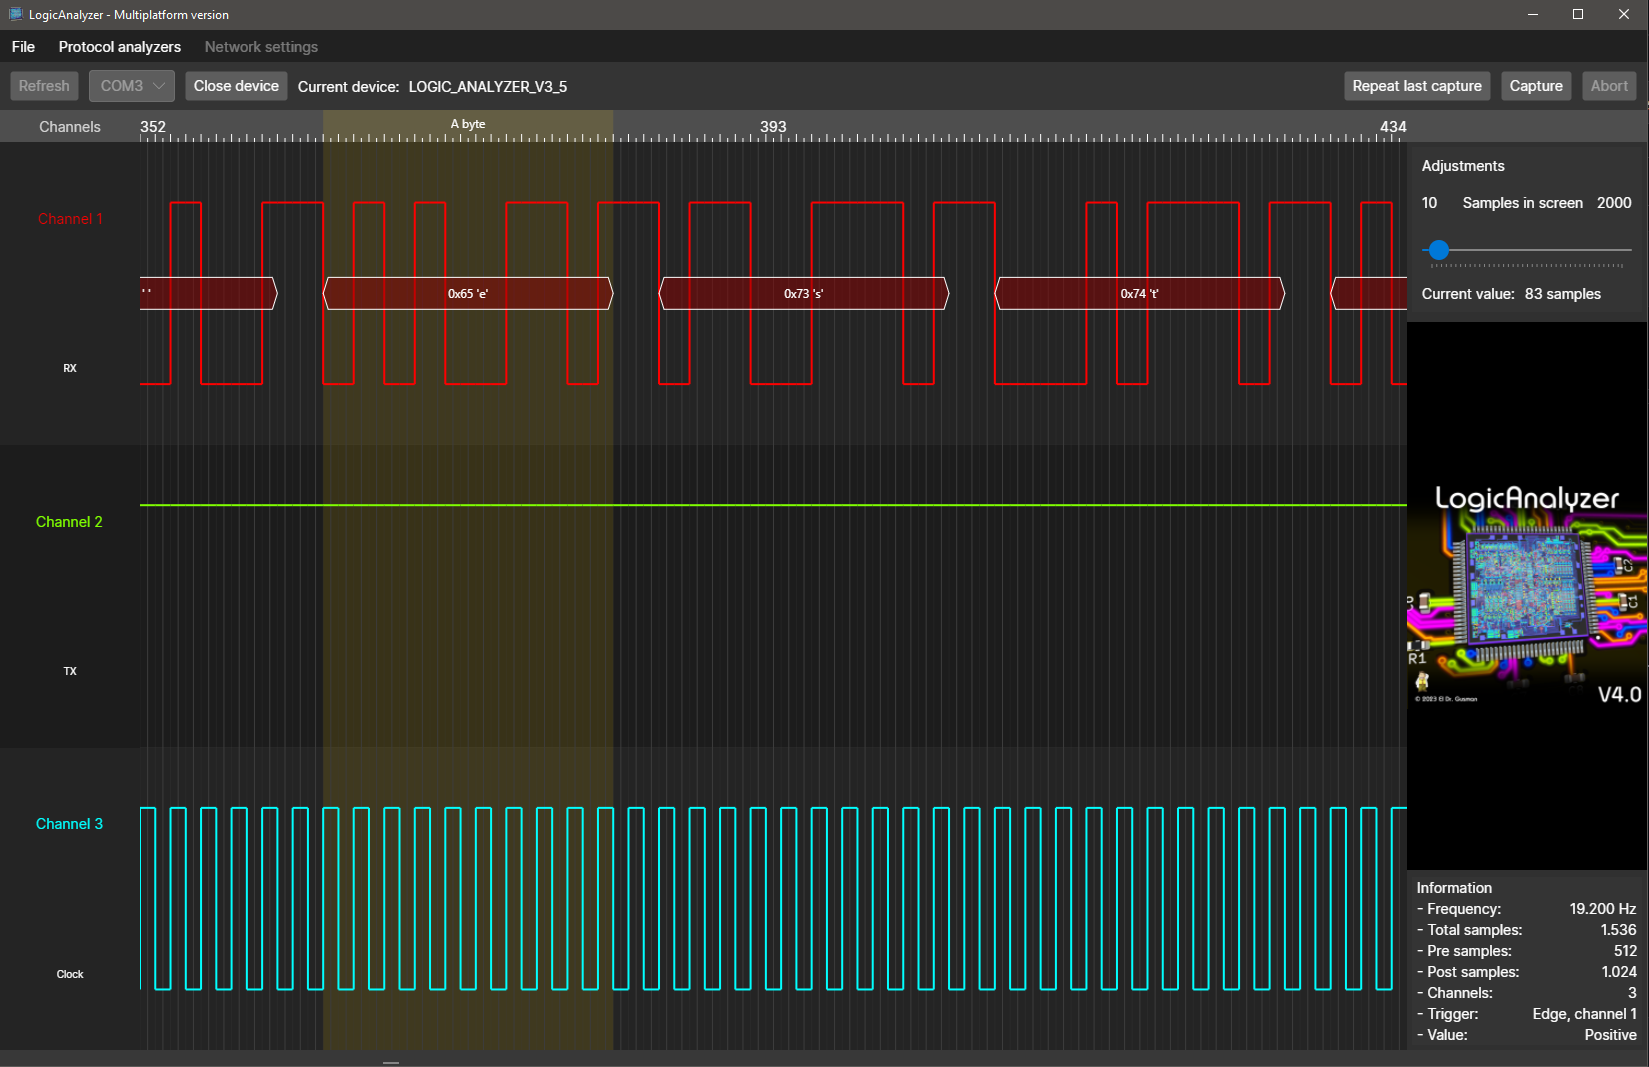 LogicAnalyzer - Multiplatform version
File Protocol analyzers Network settings
Refresh COM3 Close device Current device: LOGIC_ANALYZER_V3_5 Repeat last capture Capture Abort
Channels 352 A byte 393 434
Adjustments
10 Samples in screen 2000
Current value: 83 samples
Channel 1
' ' 0x65 'e' 0x73 's' 0x74 't'
RX
Channel 2
TX
Channel 3
Clock
LogicAnalyzer
C2
C1
R1
© 2023 El Dr. Gusman
V4.0
Information
- Frequency: 19.200 Hz
- Total samples: 1.536
- Pre samples: 512
- Post samples: 1.024
- Channels: 3
- Trigger: Edge, channel 1
- Value: Positive